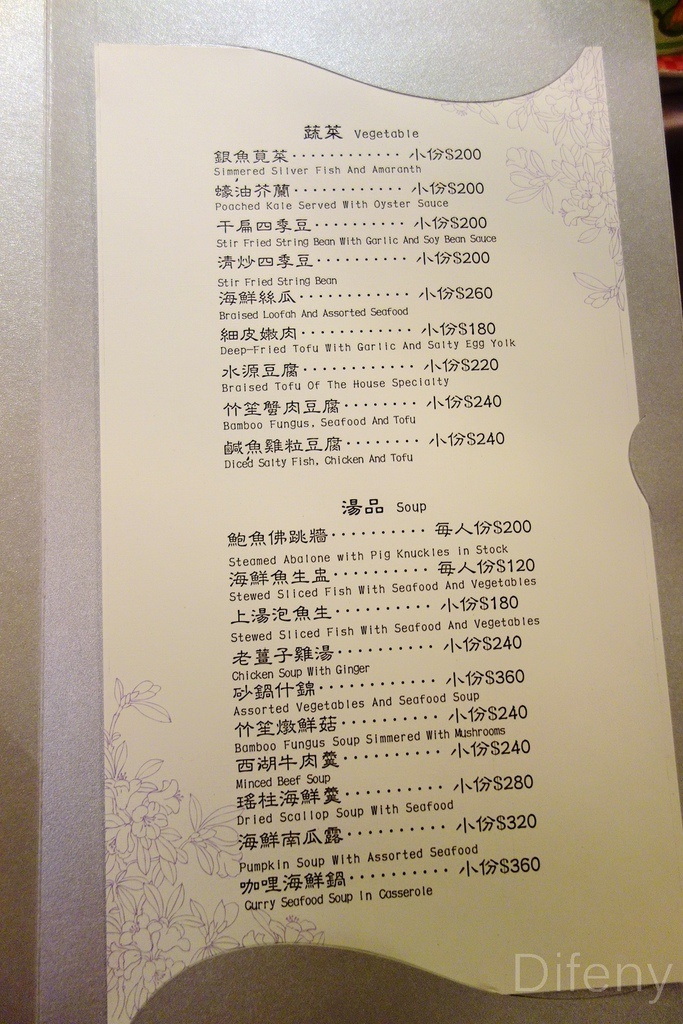 蔬菜 Vegetable
銀魚莧菜············小份$200
Simmered Silver Fish And Amaranth
蠔油芥蘭············小份$200
Poached Kale Served With Oyster Sauce
干扁四季豆··········小份$200
Stir Fried String Bean With Garlic And Soy Bean Sauce
清炒四季豆··········小份$200
Stir Fried String Bean
海鮮絲瓜············小份$260
Braised Loofah And Assorted Seafood
細皮嫩肉············小份$180
Deep-Fried Tofu With Garlic And Salty Egg Yolk
水源豆腐············小份$220
Braised Tofu Of The House Specialty
竹笙蟹肉豆腐········小份$240
Bamboo Fungus, Seafood And Tofu
鹹魚雞粒豆腐········小份$240
Diced Salty Fish, Chicken And Tofu
湯品 Soup
鮑魚佛跳牆··········每人份$200
Steamed Abalone with Pig Knuckles in Stock
海鮮魚生盅··········每人份$120
Stewed Sliced Fish With Seafood And Vegetables
上湯泡魚生··········小份$180
Stewed Sliced Fish With Seafood And Vegetables
老薑子雞湯··········小份$240
Chicken Soup With Ginger
砂鍋什錦············小份$360
Assorted Vegetables And Seafood Soup
竹笙燉鮮菇··········小份$240
Bamboo Fungus Soup Simmered With Mushrooms
西湖牛肉羹··········小份$240
Minced Beef Soup
瑤柱海鮮羹··········小份$280
Dried Scallop Soup With Seafood
海鮮南瓜露··········小份$320
Pumpkin Soup With Assorted Seafood
咖哩海鮮鍋··········小份$360
Curry Seafood Soup In Casserole
Difeny